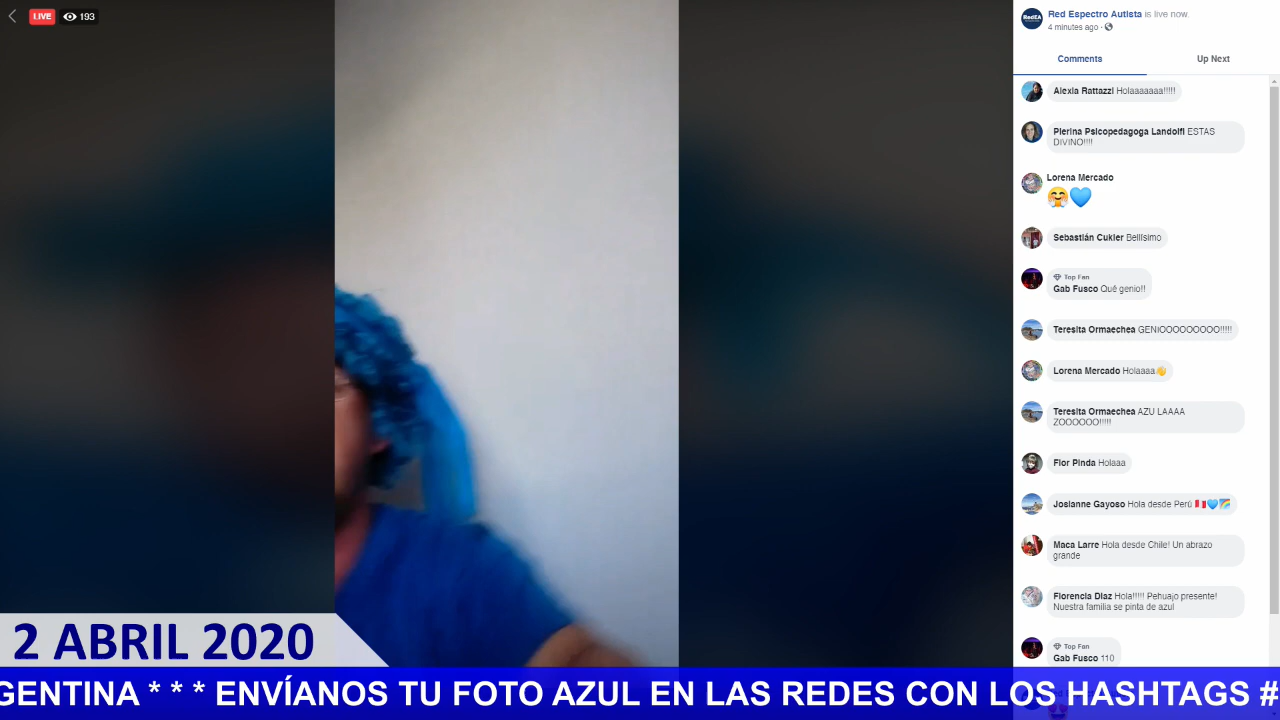 LIVE 193
RedEA
Red Espectro Autista is live now.
4 minutes ago ·
Comments
Up Next
Alexia Rattazzi Holaaaaaaa!!!!!
Pierina Psicopedagoga Landolfi ESTAS
DIVINO!!!!
Lorena Mercado
🤗💙
Sebastián Cukier Bellísimo
Top Fan
Gab Fusco Qué genio!!
Teresita Ormaechea GENIOOOOOOOOO!!!!!
Lorena Mercado Holaaaa👋
Teresita Ormaechea AZU LAAAA
ZOOOOOO!!!!!
Flor Pinda Holaaa
Josianne Gayoso Hola desde Perú 🇵🇪💙🌈
Maca Larre Hola desde Chile! Un abrazo
grande
Florencia Diaz Hola!!!!! Pehuajo presente!
Nuestra familia se pinta de azul
Top Fan
Gab Fusco 110
2 ABRIL 2020
GENTINA * * * ENVÍANOS TU FOTO AZUL EN LAS REDES CON LOS HASHTAGS #